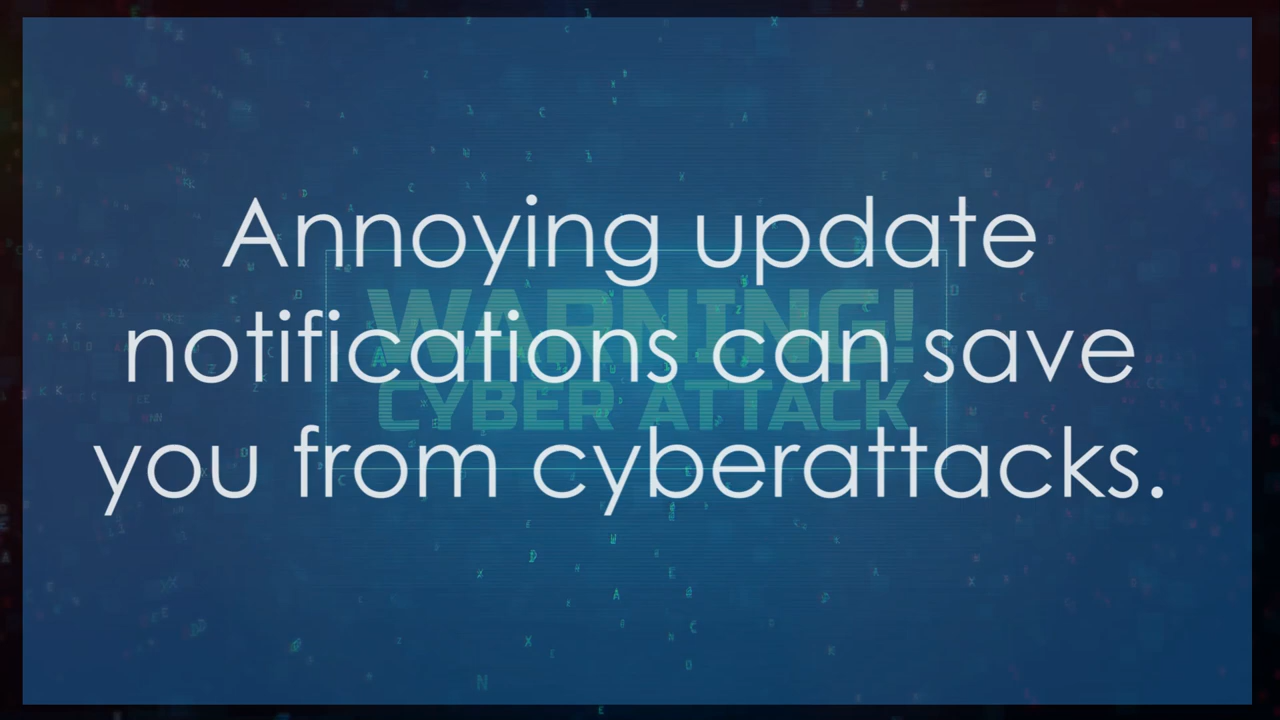 Annoying update
WARNING!
notifications can save
CYBER ATTACK
you from cyberattacks.